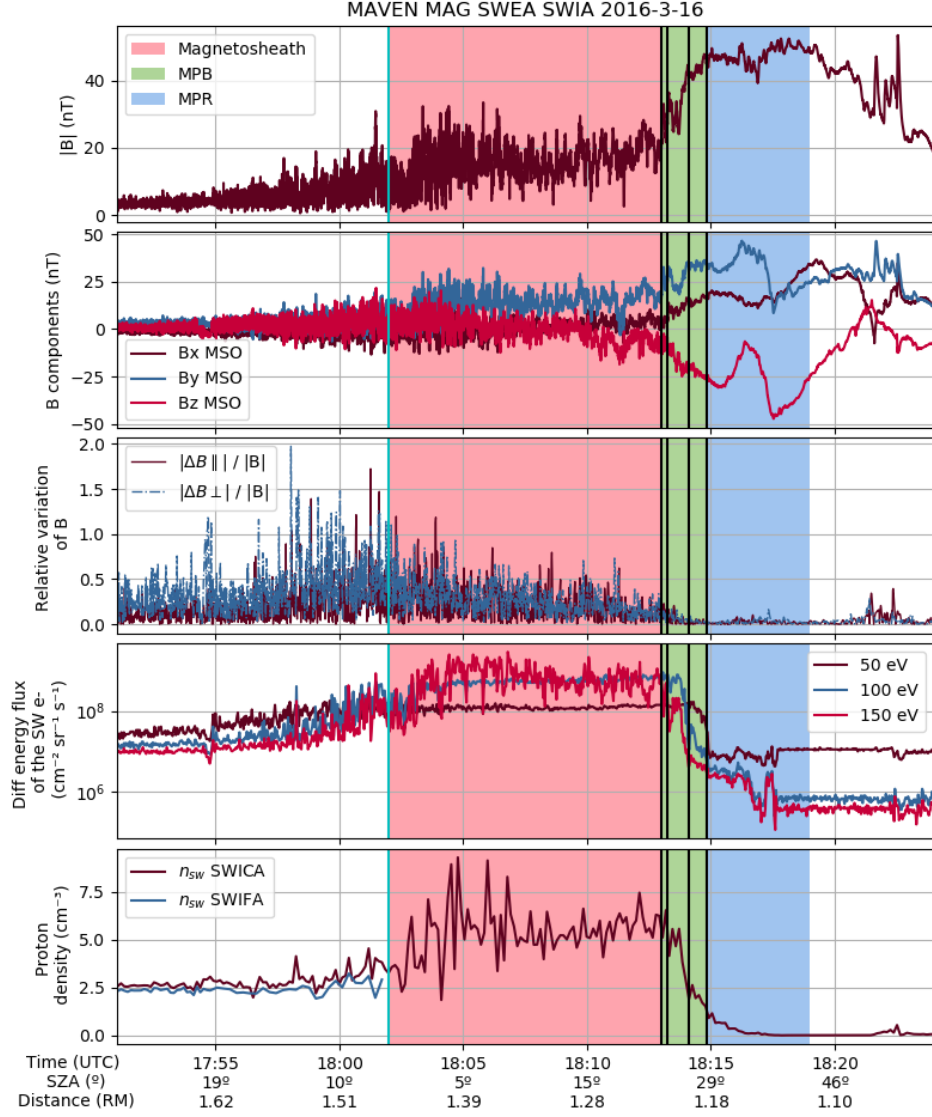 MAVEN MAG SWEA SWIA 2016-3-16
|B| (nT)
40
20
0
Magnetosheath
MPB
MPR
B components (nT)
50
25
0
−25
−50
Bx MSO
By MSO
Bz MSO
Relative variation
of B
2.0
1.5
1.0
0.5
0.0
|ΔB ∥ | / |B|
|ΔB ⊥ | / |B|
Diff energy flux
of the SW e-
(cm⁻² sr⁻¹ s⁻¹)
10⁸
10⁶
50 eV
100 eV
150 eV
Proton
density (cm⁻³)
7.5
5.0
2.5
0.0
n_SW SWICA
n_SW SWIFA
Time (UTC) 17:55 18:00 18:05 18:10 18:15 18:20
SZA (º) 19º 10º 5º 15º 29º 46º
Distance (RM) 1.62 1.51 1.39 1.28 1.18 1.10